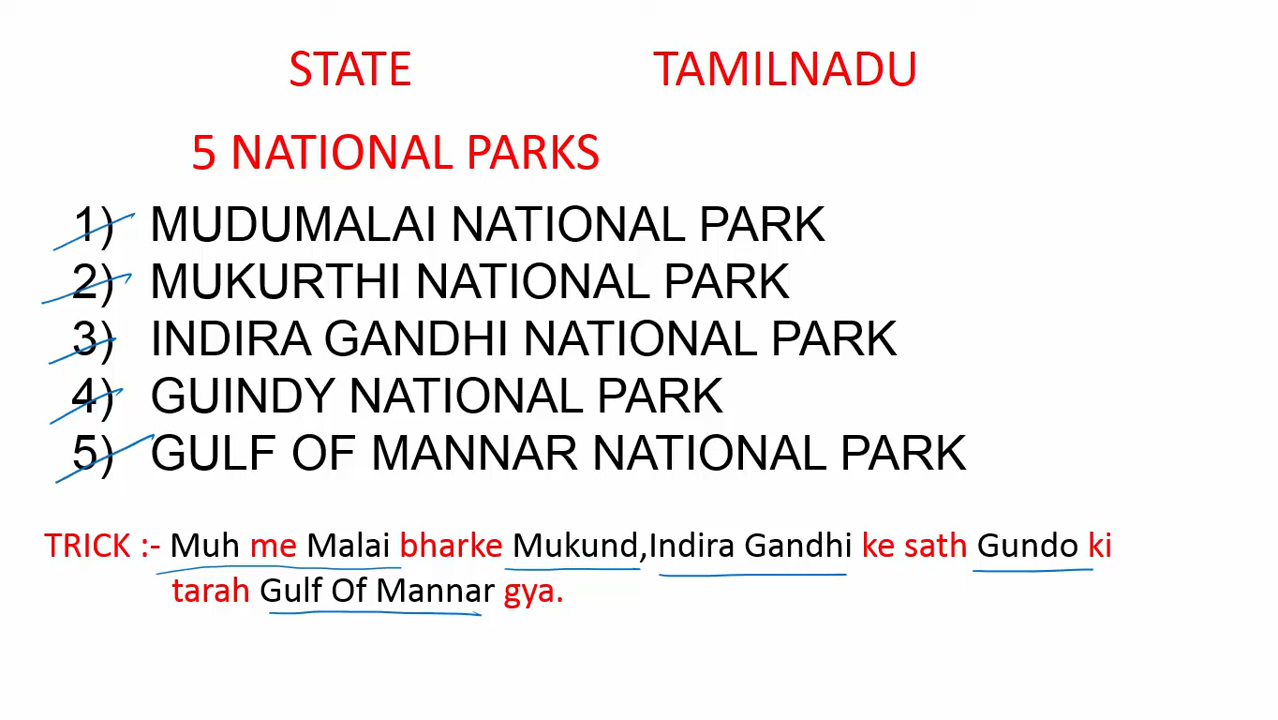 STATE TAMILNADU
5 NATIONAL PARKS
1) MUDUMALAI NATIONAL PARK
2) MUKURTHI NATIONAL PARK
3) INDIRA GANDHI NATIONAL PARK
4) GUINDY NATIONAL PARK
5) GULF OF MANNAR NATIONAL PARK
TRICK :- Muh me Malai bharke Mukund,Indira Gandhi ke sath Gundo ki
tarah Gulf Of Mannar gya.